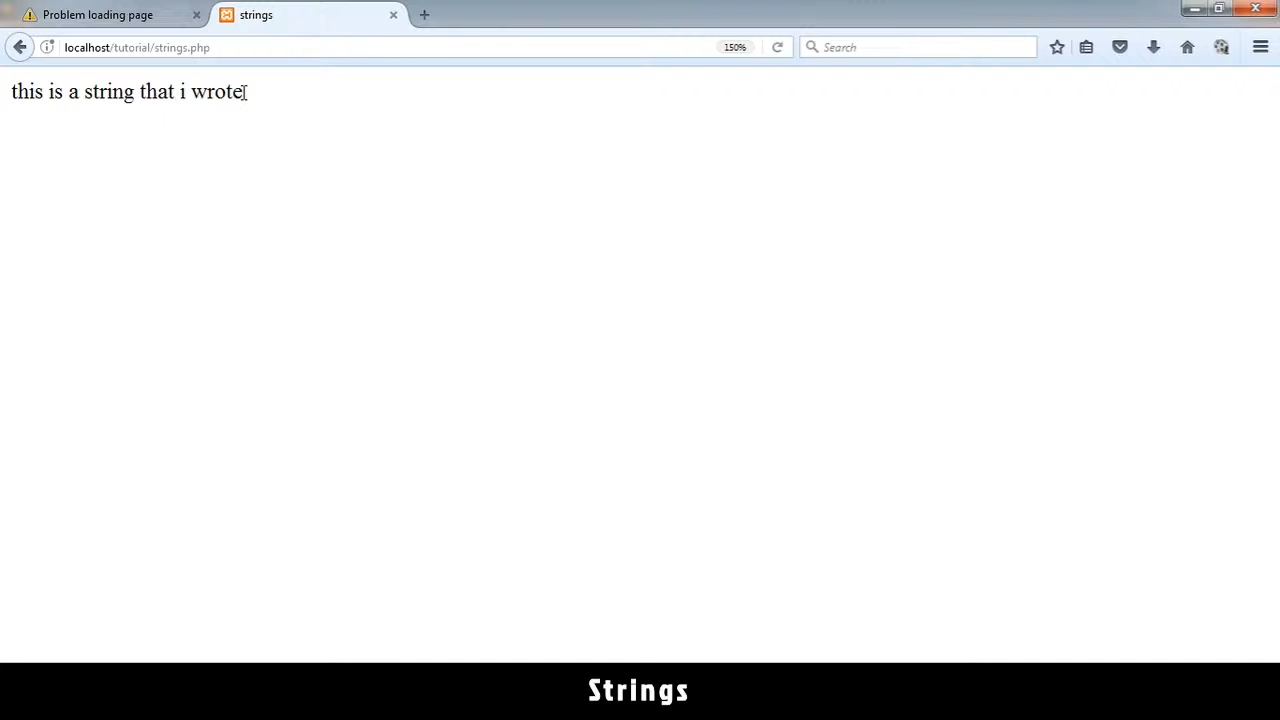 Problem loading page
strings
localhost/tutorial/strings.php
150%
Search
this is a string that i wrote
Strings